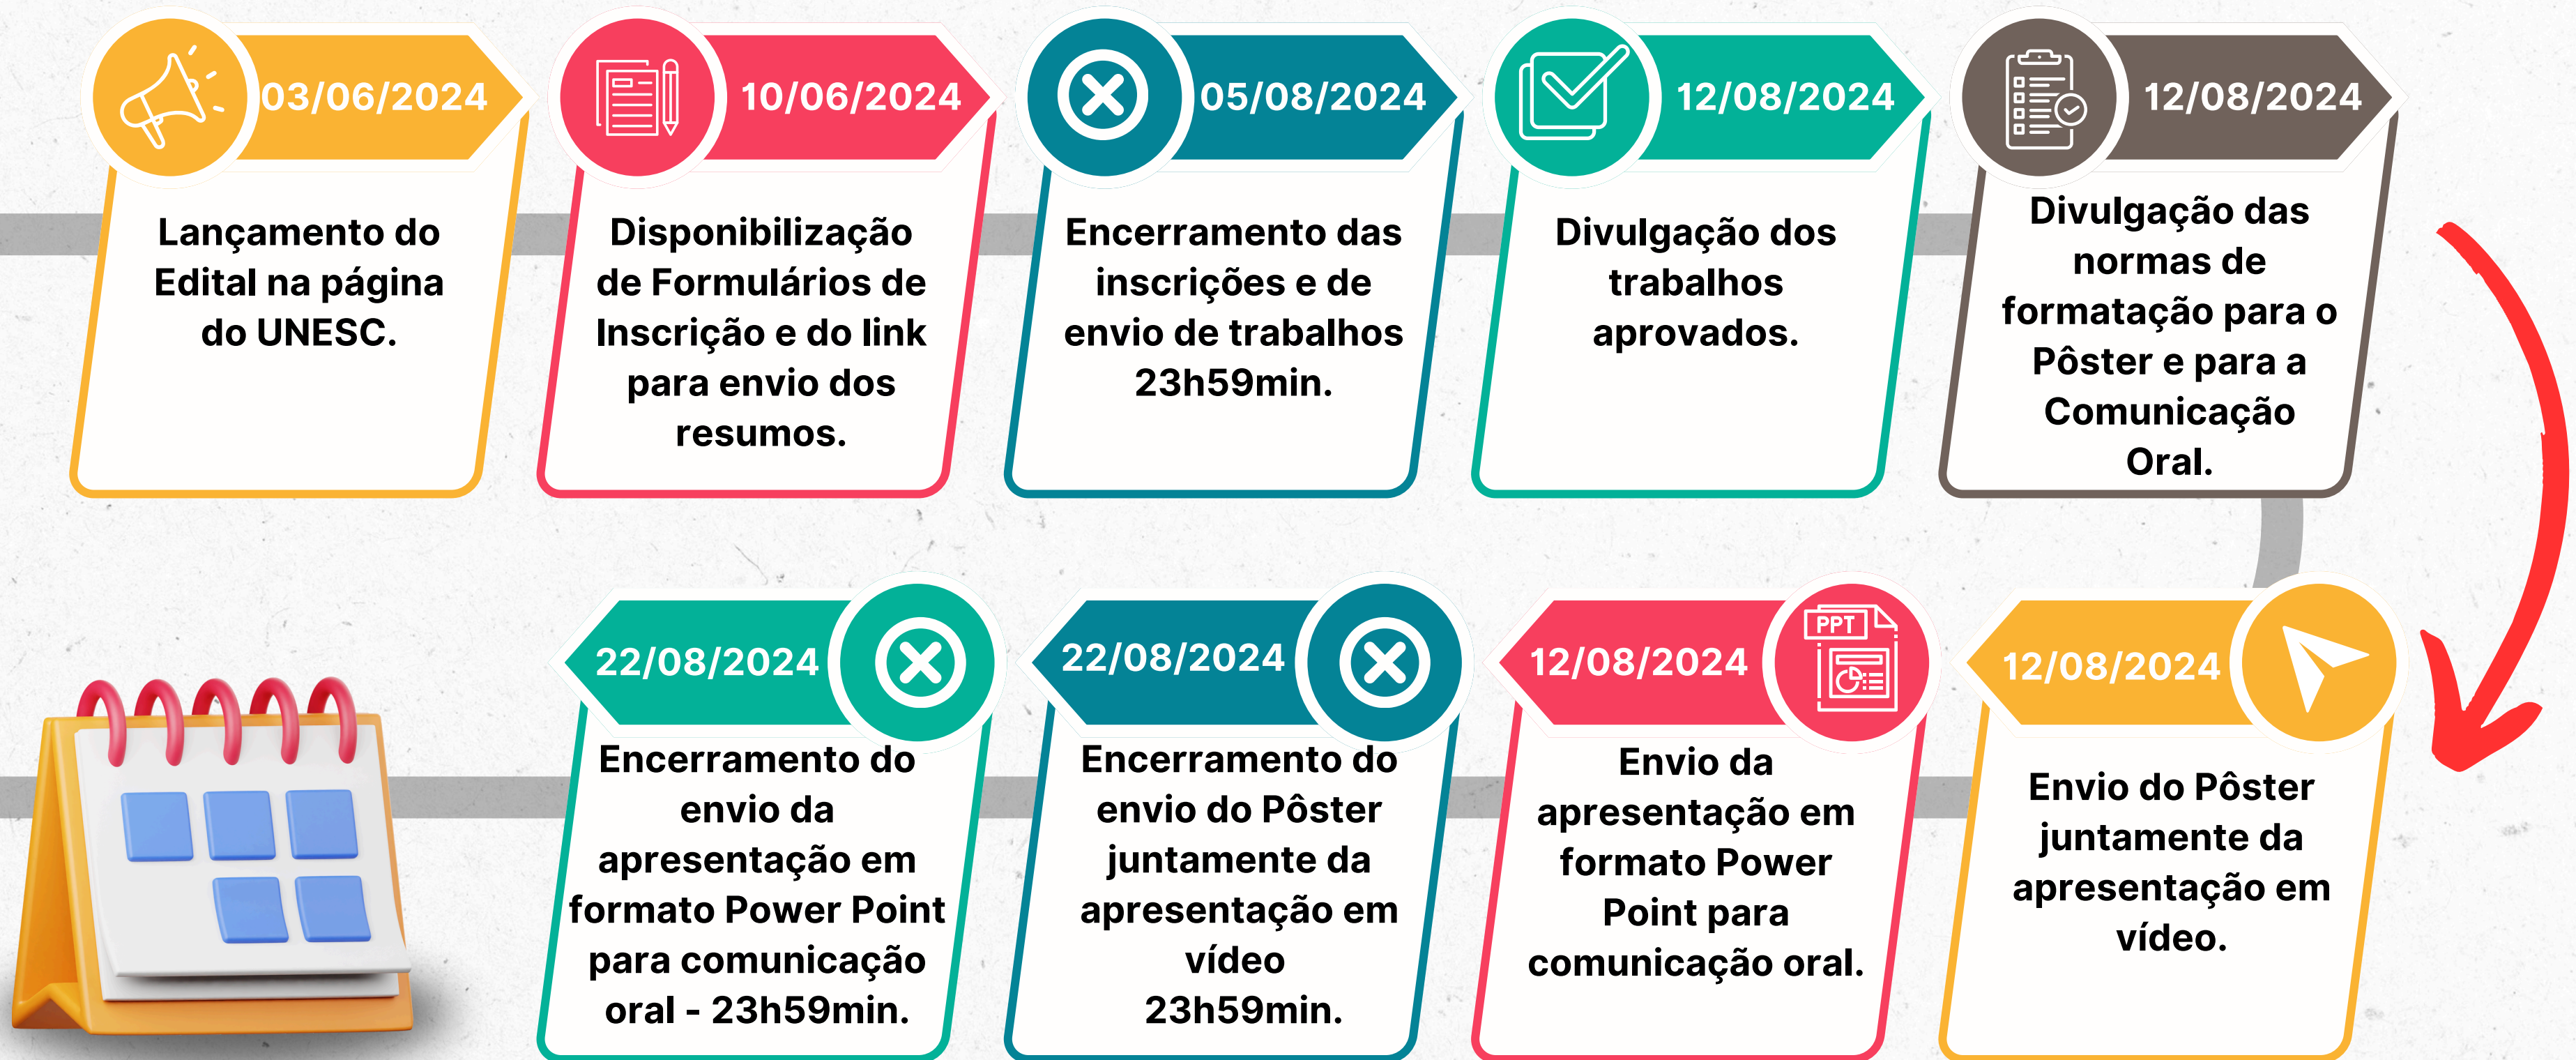 03/06/2024
Lançamento do
Edital na página
do UNESC.
10/06/2024
Disponibilização
de Formulários de
Inscrição e do link
para envio dos
resumos.
05/08/2024
Encerramento das
inscrições e de
envio de trabalhos
23h59min.
12/08/2024
Divulgação dos
trabalhos
aprovados.
12/08/2024
Divulgação das
normas de
formatação para o
Pôster e para a
Comunicação
Oral.
12/08/2024
Envio do Pôster
juntamente da
apresentação em
vídeo.
PPT
12/08/2024
Envio da
apresentação em
formato Power
Point para
comunicação oral.
22/08/2024
Encerramento do
envio do Pôster
juntamente da
apresentação em
vídeo
23h59min.
22/08/2024
Encerramento do
envio da
apresentação em
formato Power Point
para comunicação
oral - 23h59min.